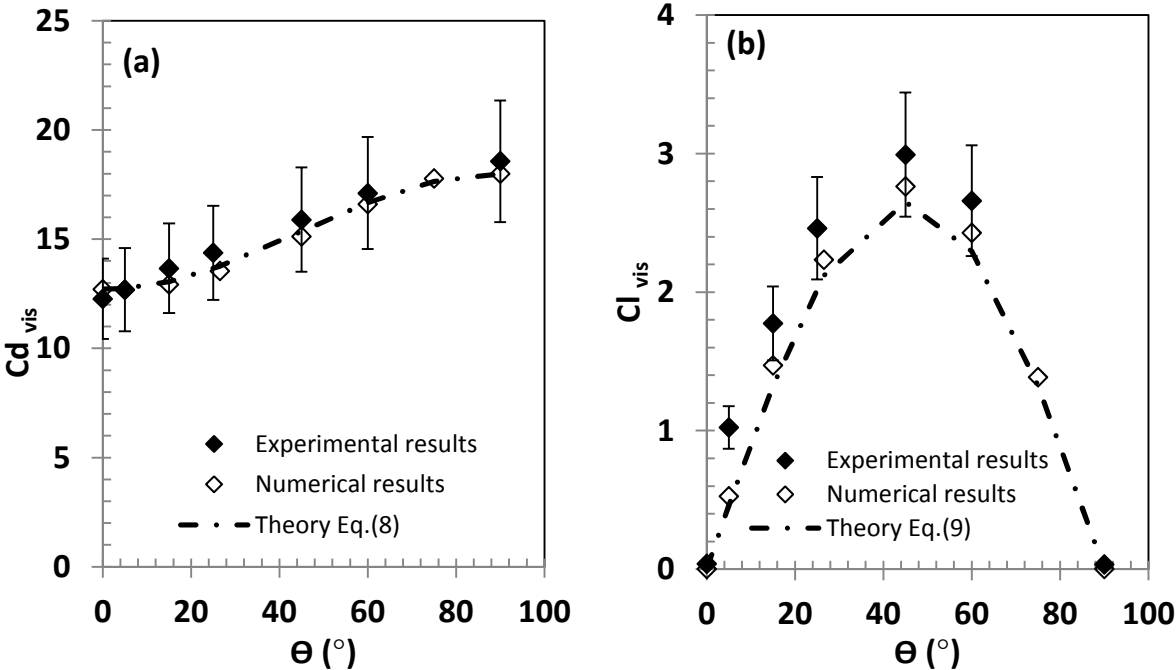 (a)
25
20
15
10
5
0
Cd vis
Experimental results
Numerical results
Theory Eq.(8)
0 20 40 60 80 100
Ɵ (°)
(b)
4
3
2
1
0
Cl vis
Experimental results
Numerical results
Theory Eq.(9)
0 20 40 60 80 100
Ɵ (°)